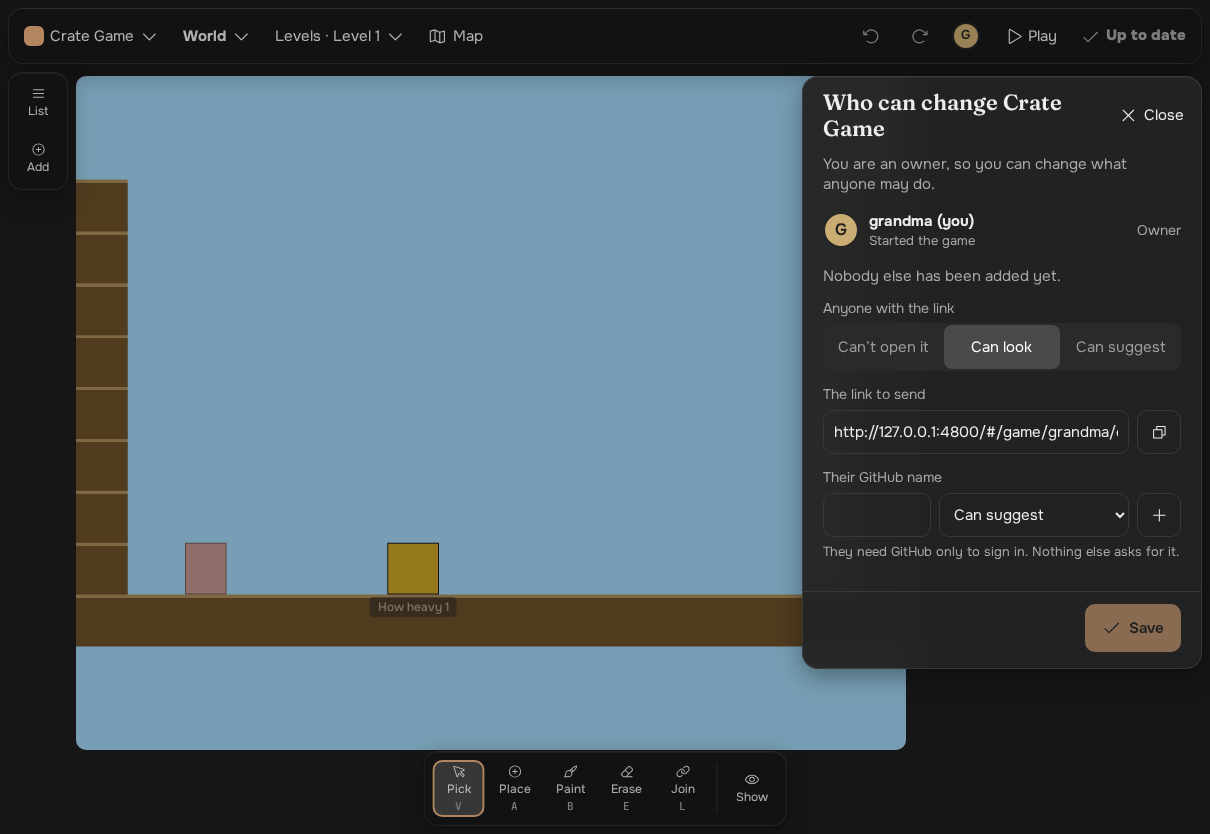 Crate Game
World
Levels · Level 1
Map
G
Play
Up to date
List
Add
How heavy 1
Who can change Crate
Game
Close
You are an owner, so you can change what
anyone may do.
G
grandma (you)
Started the game
Owner
Nobody else has been added yet.
Anyone with the link
Can't open it
Can look
Can suggest
The link to send
http://127.0.0.1:4800/#/game/grandma/
Their GitHub name
Can suggest
They need GitHub only to sign in. Nothing else asks for it.
Save
Pick
V
Place
A
Paint
B
Erase
E
Join
L
Show